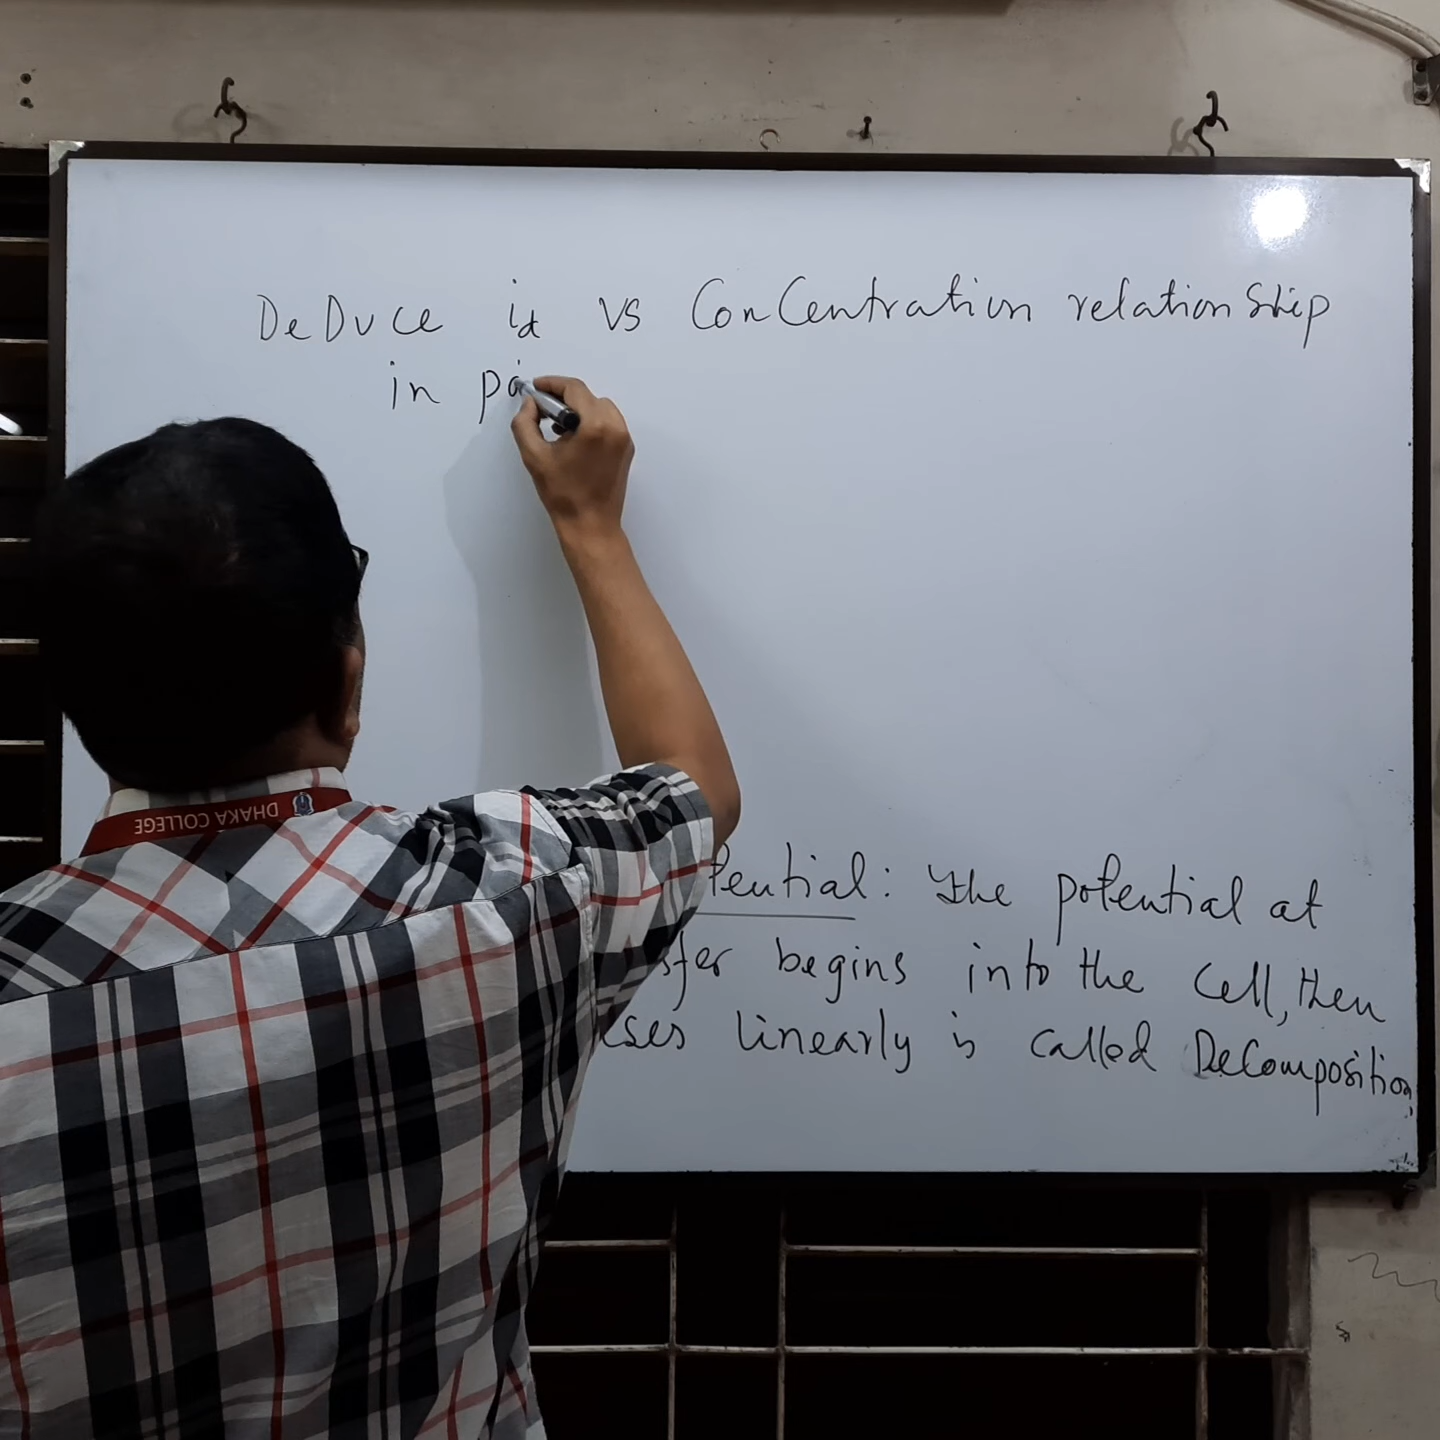 DeDuce id vs ConCentration relationship
in
DHAKA COLLEGE
tential: The potential at
sfer begins into the cell, then
ses linearly is called DeComposition